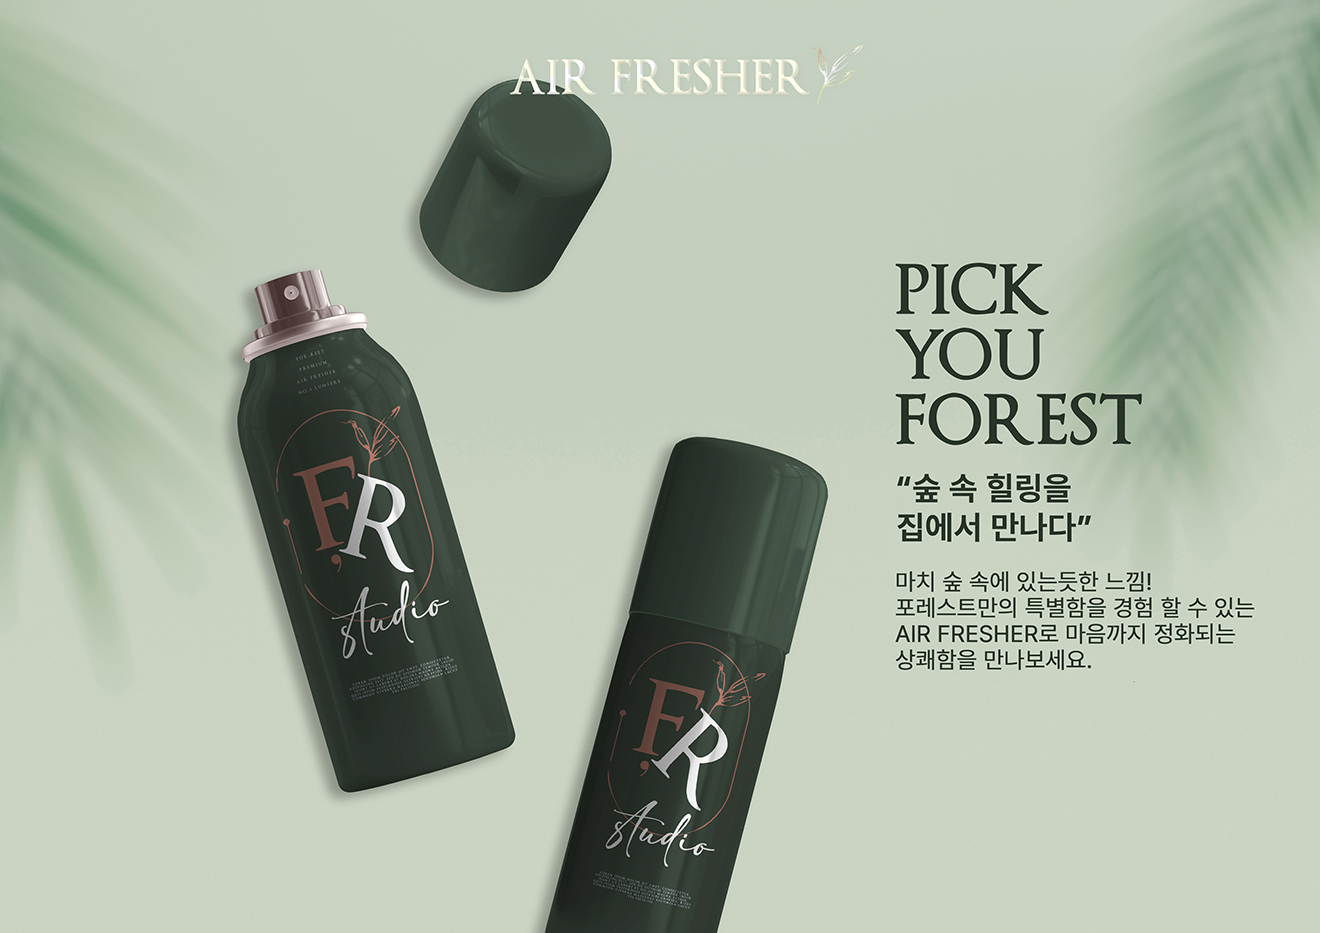 AIR FRESHER
PICK
YOU
FOREST
“숲 속 힐링을
집에서 만나다”
마치 숲 속에 있는듯한 느낌!
포레스트만의 특별함을 경험 할 수 있는
AIR FRESHER로 마음까지 정화되는
상쾌함을 만나보세요.
PREMIUM
AIR FRESHER
F,R
studio
F,R
studio